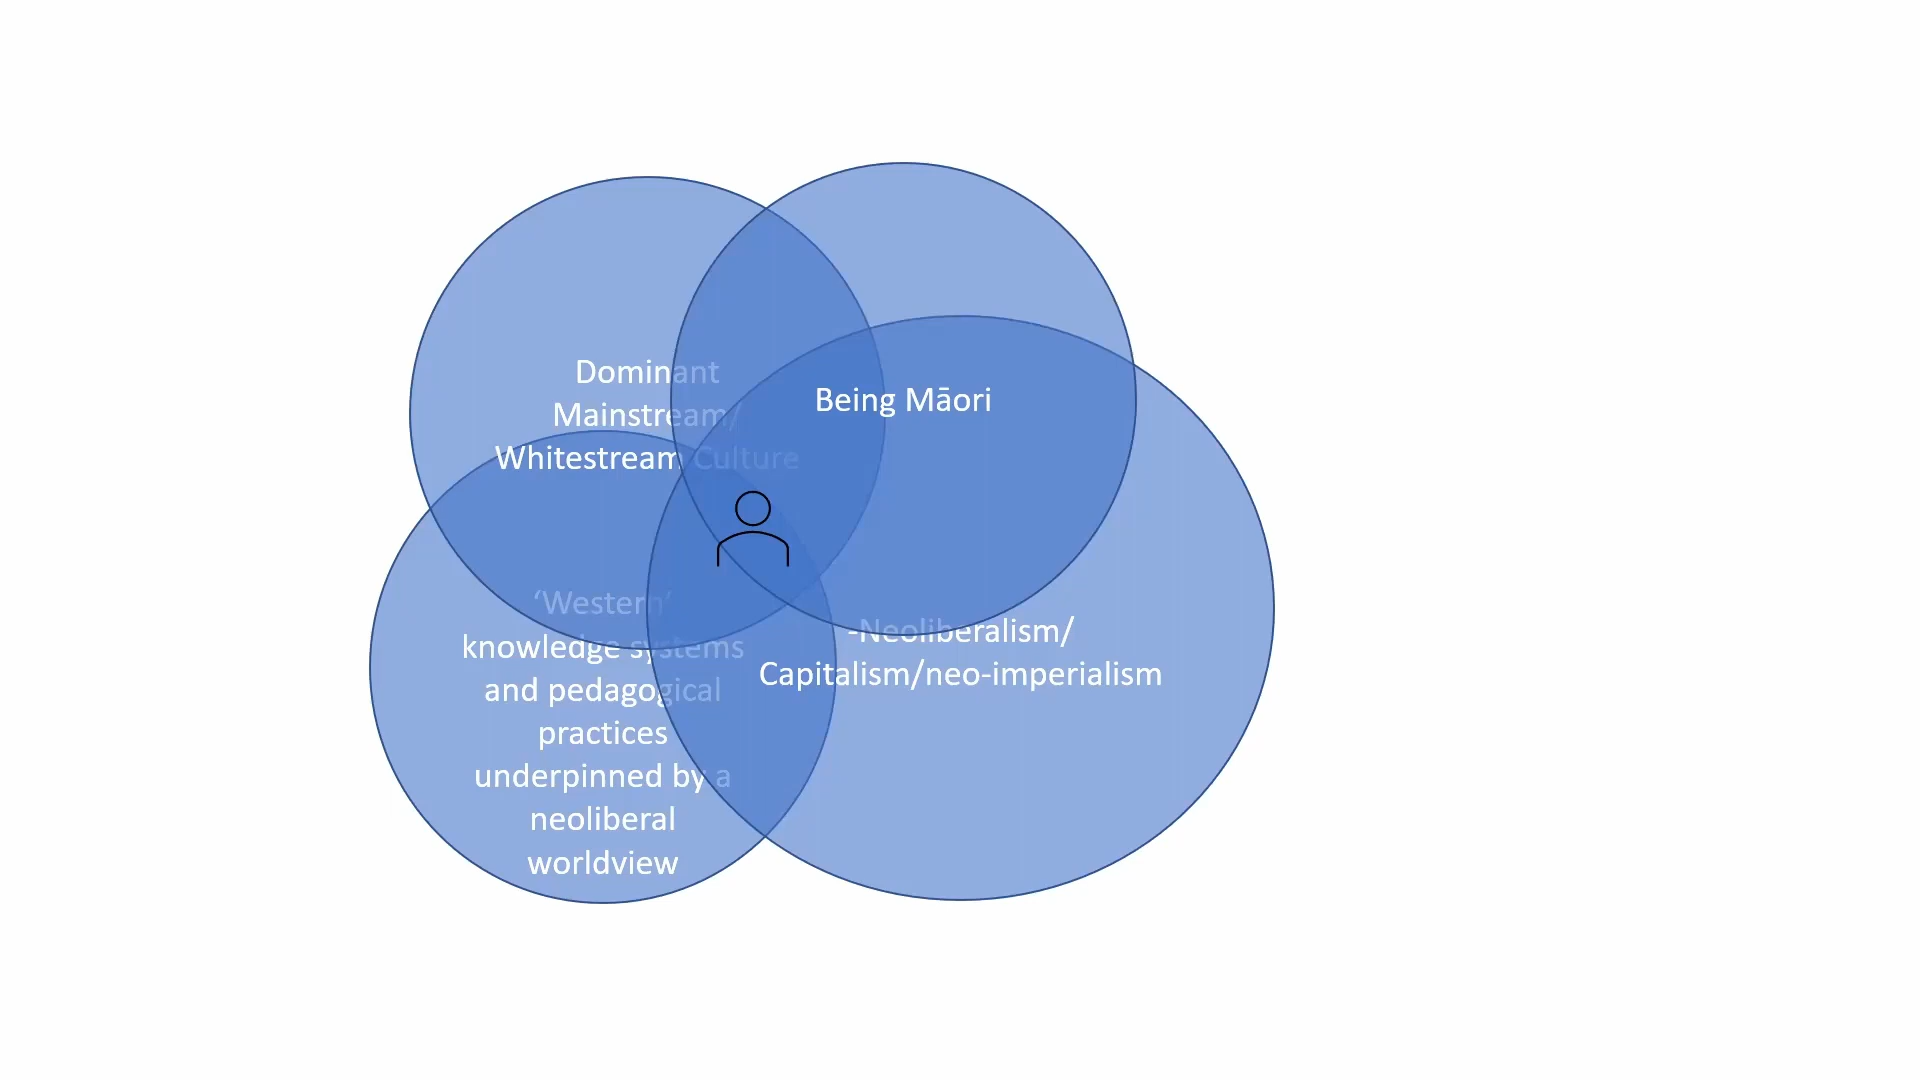 Dominant
Mainstream/
Whitestream Culture
Being Māori
‘Western’
knowledge systems
and pedagogical
practices
underpinned by a
neoliberal
worldview
-Neoliberalism/
Capitalism/neo-imperialism